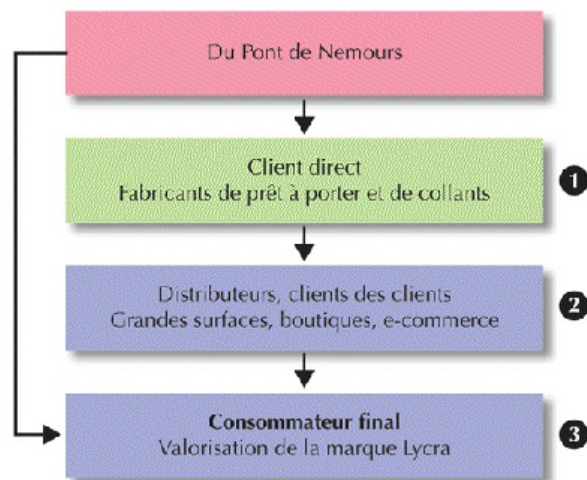 Du Pont de Nemours
Client direct
Fabricants de prêt à porter et de collants
1
Distributeurs, clients des clients
Grandes surfaces, boutiques, e-commerce
2
Consommateur final
Valorisation de la marque Lycra
3